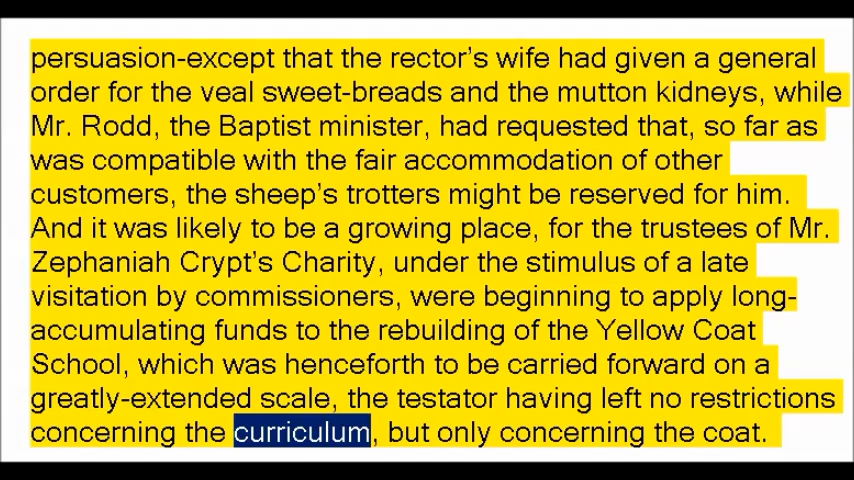 persuasion-except that the rector's wife had given a general
order for the veal sweet-breads and the mutton kidneys, while
Mr. Rodd, the Baptist minister, had requested that, so far as
was compatible with the fair accommodation of other
customers, the sheep's trotters might be reserved for him.
And it was likely to be a growing place, for the trustees of Mr.
Zephaniah Crypt's Charity, under the stimulus of a late
visitation by commissioners, were beginning to apply long-
accumulating funds to the rebuilding of the Yellow Coat
School, which was henceforth to be carried forward on a
greatly-extended scale, the testator having left no restrictions
concerning the curriculum, but only concerning the coat.